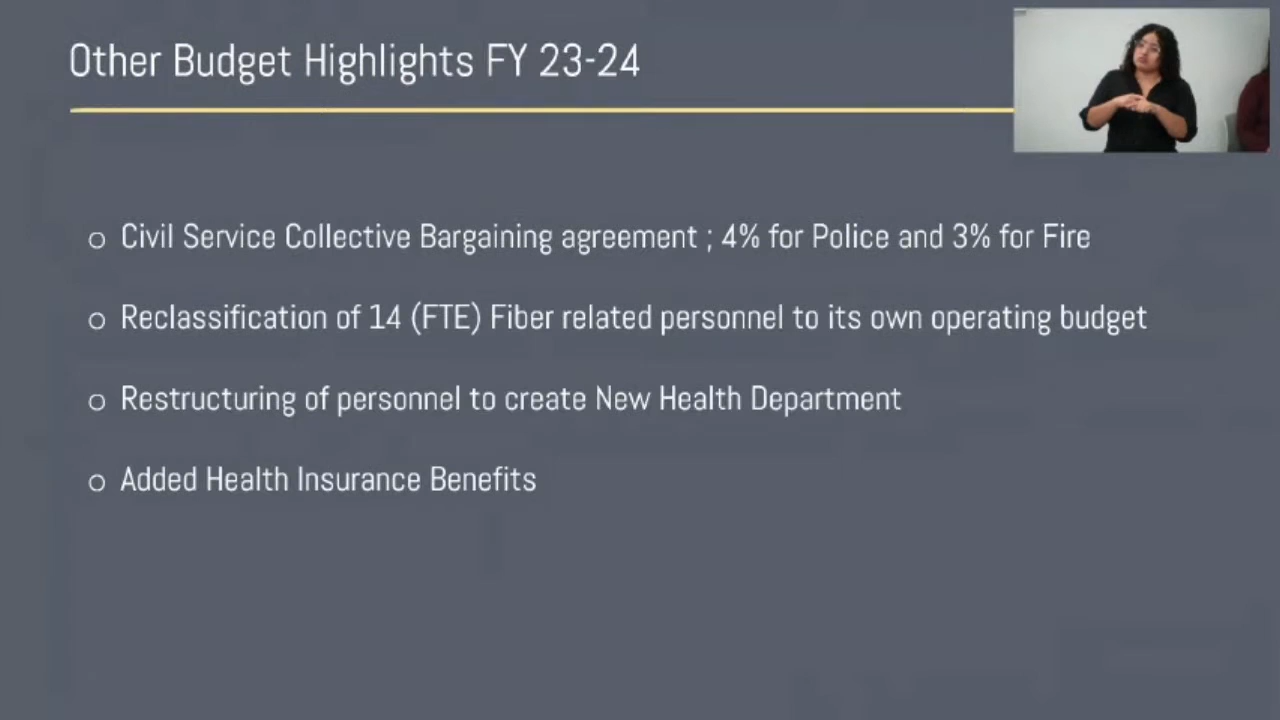 Other Budget Highlights FY 23-24
o Civil Service Collective Bargaining agreement ; 4% for Police and 3% for Fire
o Reclassification of 14 (FTE) Fiber related personnel to its own operating budget
o Restructuring of personnel to create New Health Department
o Added Health Insurance Benefits